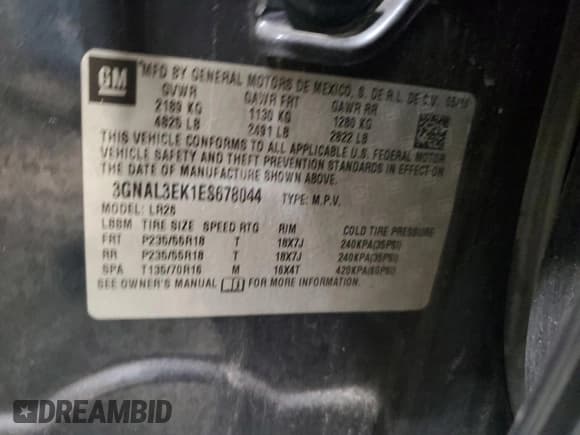 GM
MFD BY GENERAL MOTORS DE MEXICO, S. DE R.L. DE C.V.
GVWR GAWR FRT GAWR RR
2189 KG 1130 KG 1280 KG
4825 LB 2491 LB 2822 LB
THIS VEHICLE CONFORMS TO ALL APPLICABLE U.S. FEDERAL MOTOR
VEHICLE SAFETY AND THEFT PREVENTION STANDARDS IN EFFECT ON
THE DATE OF MANUFACTURE SHOWN ABOVE.
3GNAL3EK1ES678044 TYPE: M.P.V.
MODEL: LR26
TIRE SIZE SPEED RTG RIM COLD TIRE PRESSURE
FRT P235/55R18 T 18X7J 240KPA(35PSI)
RR P235/55R18 T 18X7J 240KPA(35PSI)
SPA T135/70R16 M 16X4T 420KPA(60PSI)
SEE OWNER'S MANUAL FOR MORE INFORMATION.
DREAMBID